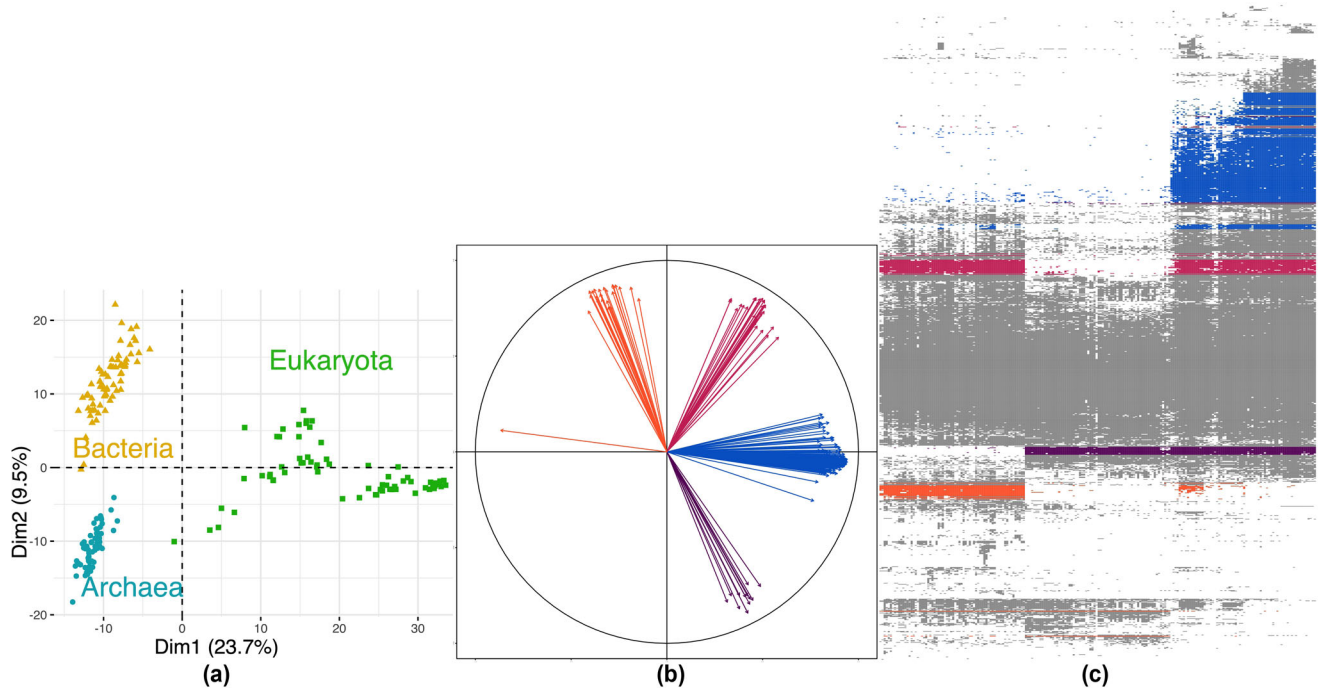 20
10
0
-10
-20
-10
0
10
20
30
Dim2 (9.5%)
Dim1 (23.7%)
Bacteria
Eukaryota
Archaea
(a)
(b)
(c)